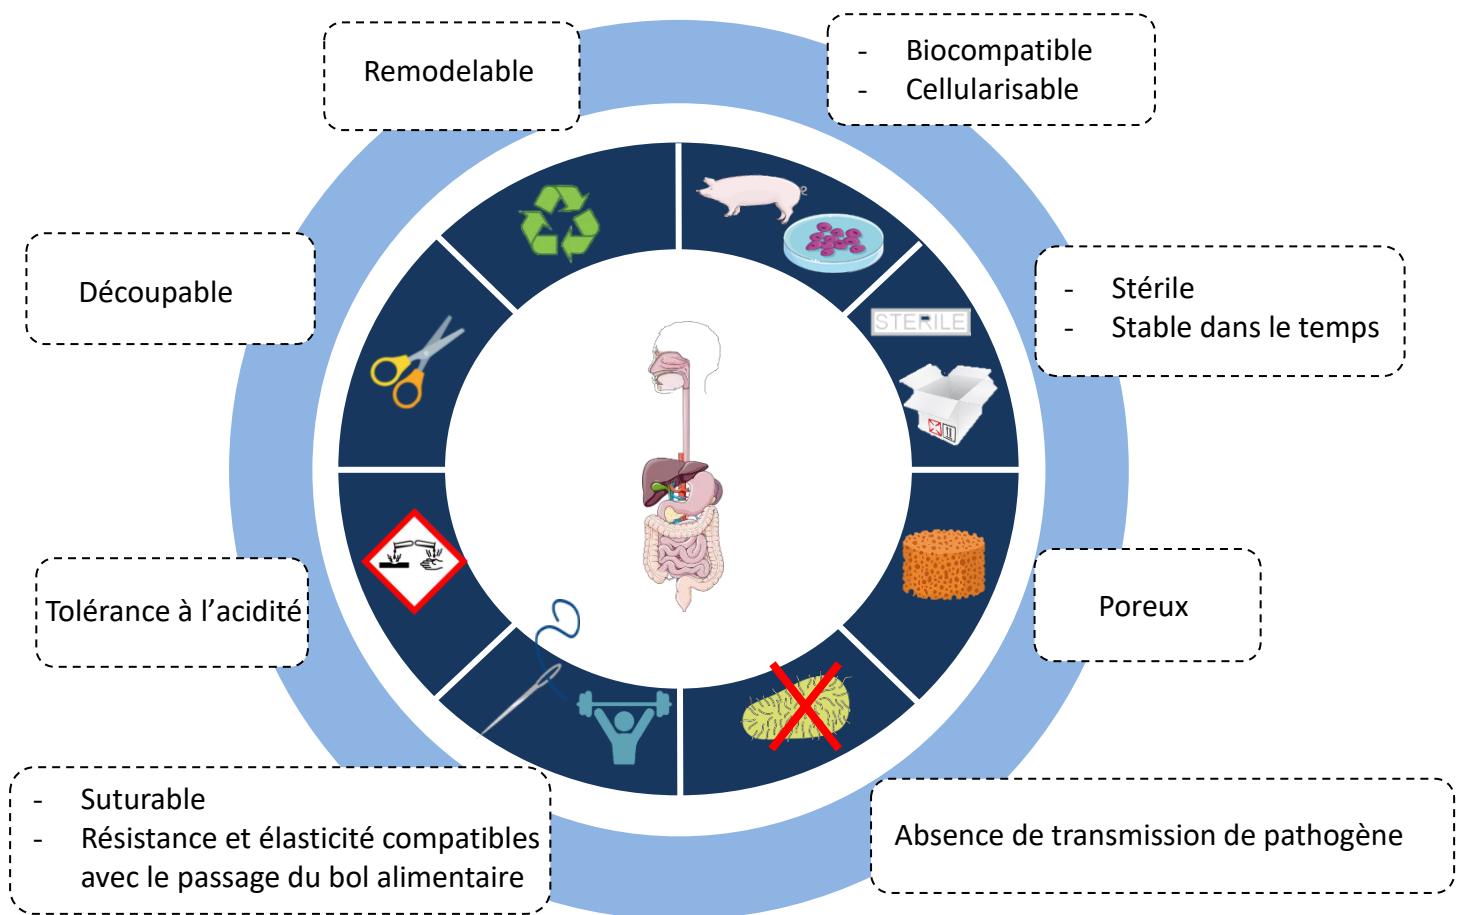 Remodelable
- Biocompatible
- Cellularisable
Découpable
- Stérile
- Stable dans le temps
STERILE
Tolérance à l'acidité
Poreux
- Suturable
- Résistance et élasticité compatibles
avec le passage du bol alimentaire
Absence de transmission de pathogène